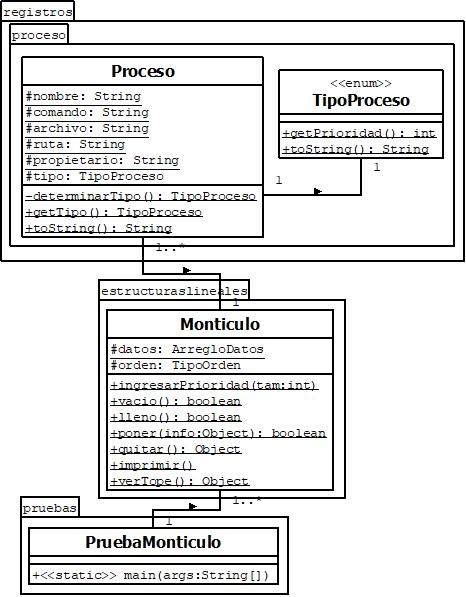 registros
proceso
Proceso
#nombre: String
#comando: String
#archivo: String
#ruta: String
#propietario: String
#tipo: TipoProceso
-determinarTipo(): TipoProceso
+getTipo(): TipoProceso
+toString(): String
<<enum>>
TipoProceso
+getPrioridad(): int
+toString(): String
1
1
1..*
estructuraslineales
1
Monticulo
#datos: ArregloDatos
#orden: TipoOrden
+ingresarPrioridad(tam:int)
+vacio(): boolean
+lleno(): boolean
+poner(info:Object): boolean
+quitar(): Object
+imprimir()
+verTope(): Object
1..*
pruebas
1
PruebaMonticulo
+<<static>> main(args:String[])